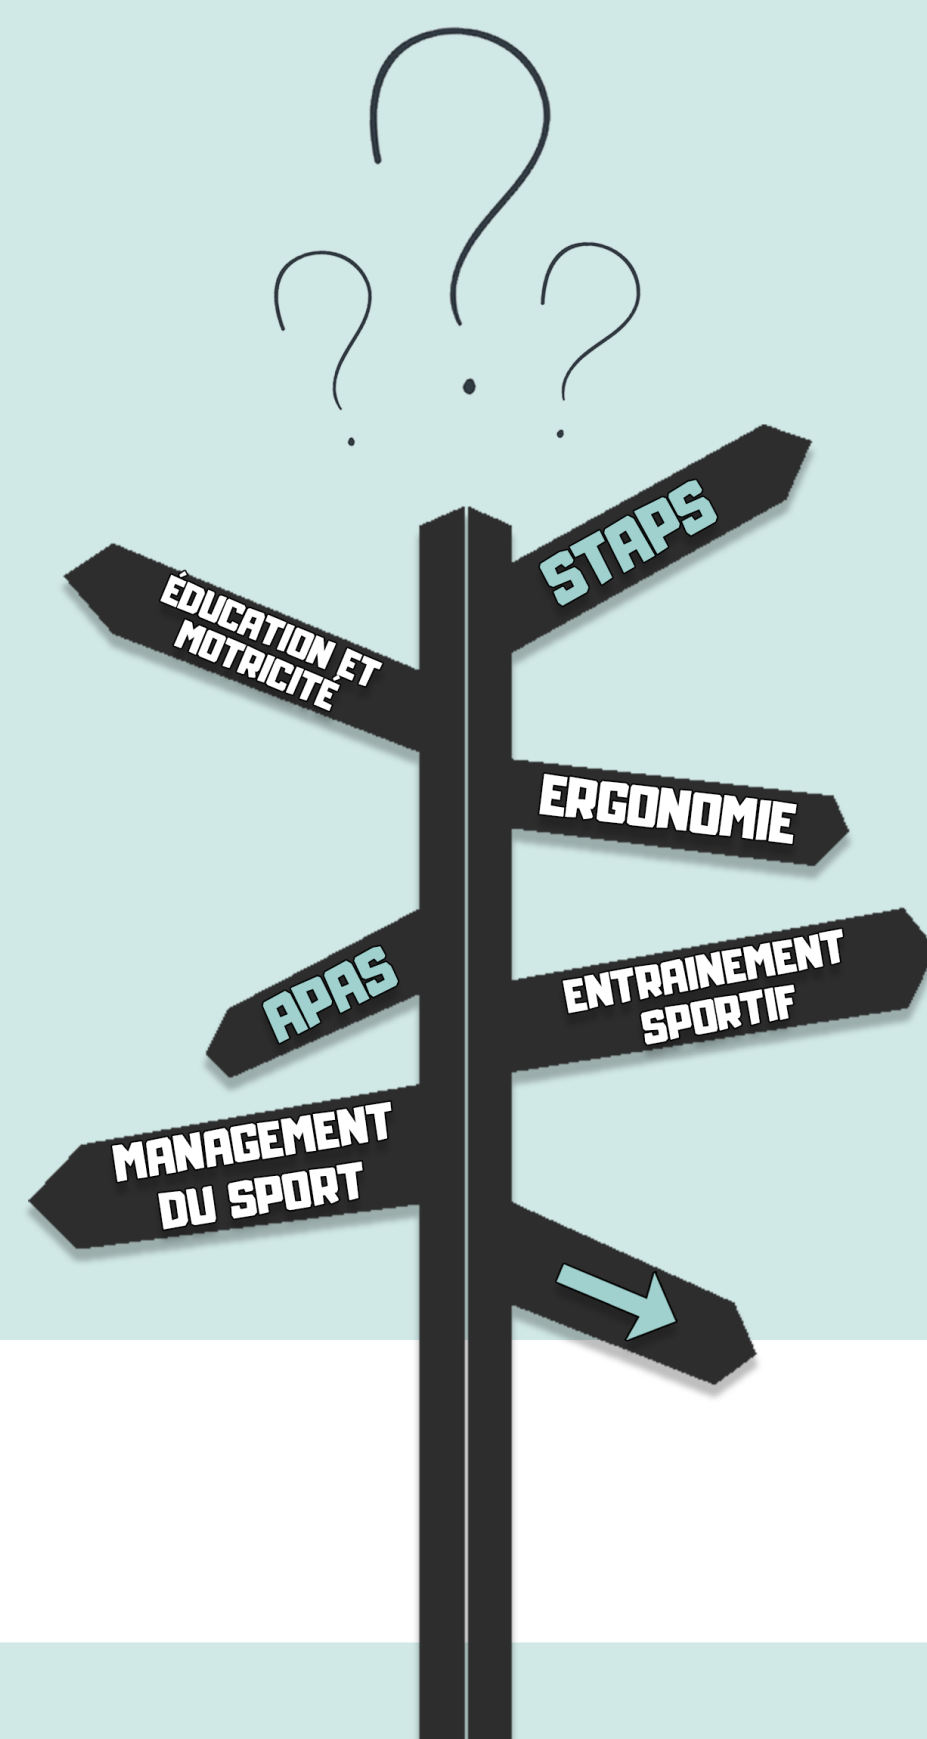 ?
? ?
STAPS
ÉDUCATION ET
MOTRICITÉ
ERGONOMIE
APAS
ENTRAINEMENT
SPORTIF
MANAGEMENT
DU SPORT